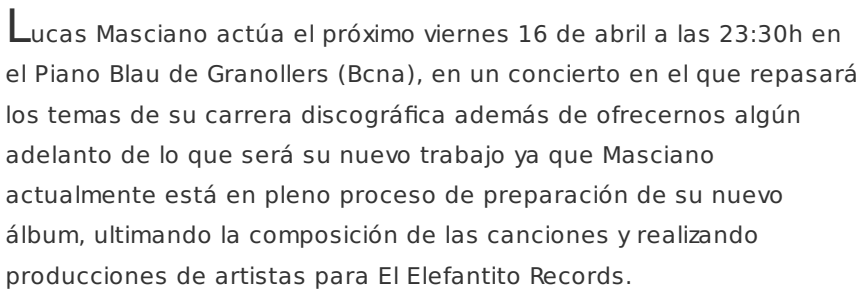 Lucas Masciano actúa el próximo viernes 16 de abril a las 23:30h en
el Piano Blau de Granollers (Bcna), en un concierto en el que repasará
los temas de su carrera discográfica además de ofrecernos algún
adelanto de lo que será su nuevo trabajo ya que Masciano
actualmente está en pleno proceso de preparación de su nuevo
álbum, ultimando la composición de las canciones y realizando
producciones de artistas para El Elefantito Records.